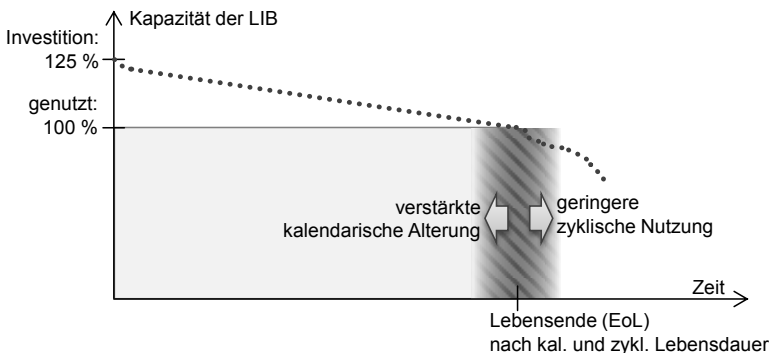 Kapazität der LIB
Investition:
125 %
genutzt:
100 %
verstärkte
kalendarische Alterung
geringere
zyklische Nutzung
Zeit
Lebensende (EoL)
nach kal. und zykl. Lebensdauer